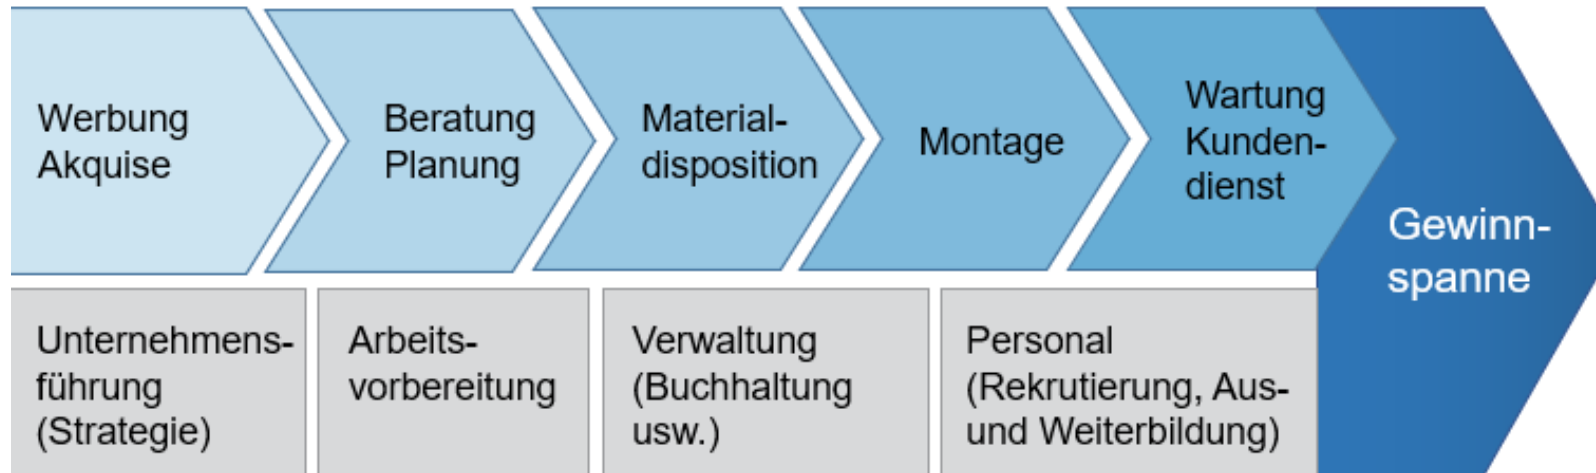 Werbung
Akquise
Beratung
Planung
Material-
disposition
Montage
Wartung
Kunden-
dienst
Gewinn-
spanne
Unternehmens-
führung
(Strategie)
Arbeits-
vorbereitung
Verwaltung
(Buchhaltung
usw.)
Personal
(Rekrutierung, Aus-
und Weiterbildung)